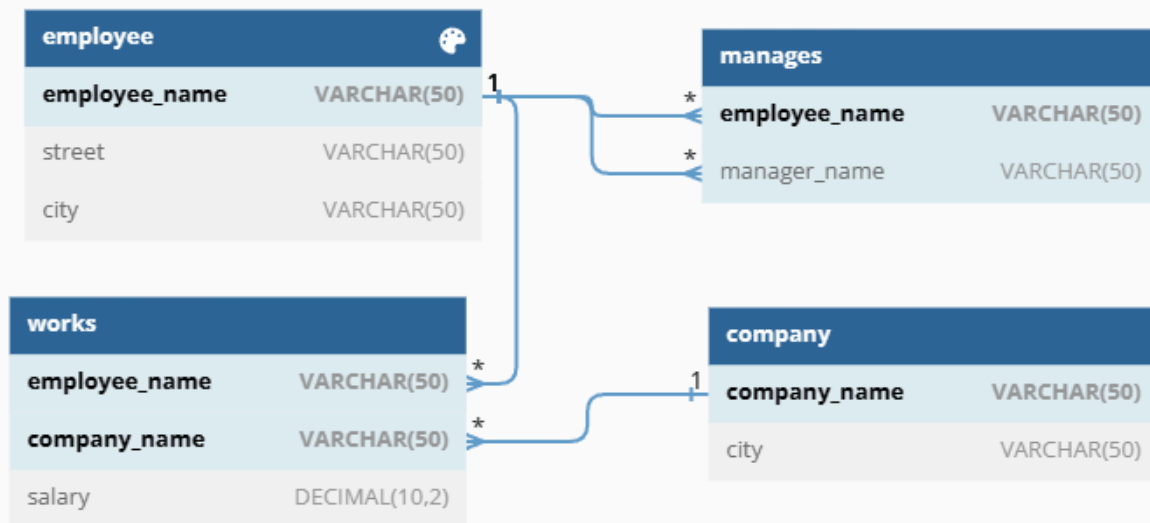 employee
employee_name VARCHAR(50)
street VARCHAR(50)
city VARCHAR(50)
1
*
*
manages
employee_name VARCHAR(50)
manager_name VARCHAR(50)
works
employee_name VARCHAR(50)
company_name VARCHAR(50)
salary DECIMAL(10,2)
*
*
1
company
company_name VARCHAR(50)
city VARCHAR(50)